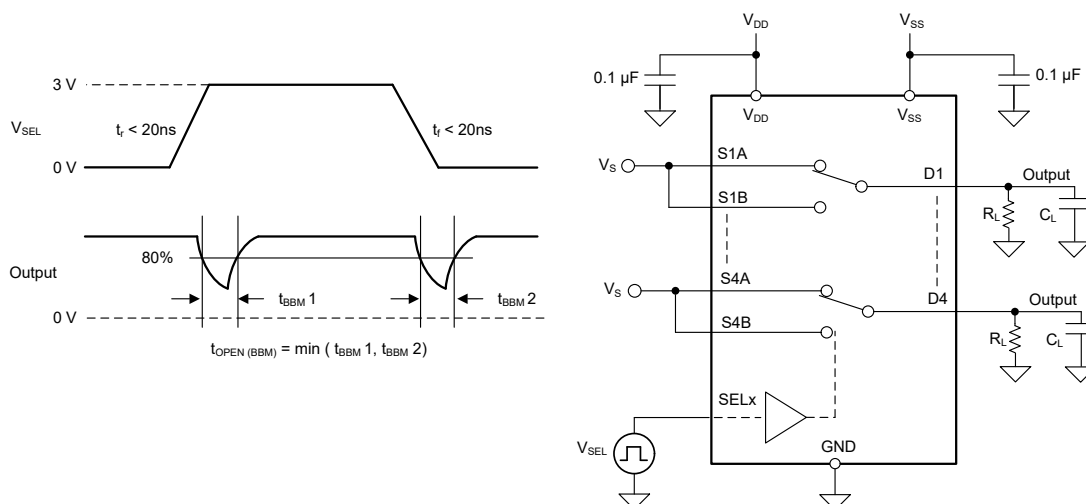 3 V
V_SEL
t_r < 20ns
t_f < 20ns
0 V
80%
Output
t_BBM 1
t_BBM 2
0 V
t_OPEN (BBM) = min ( t_BBM 1, t_BBM 2)
V_DD
V_SS
0.1 µF
0.1 µF
V_DD
V_SS
V_S
S1A
D1
Output
S1B
R_L
C_L
V_S
S4A
D4
Output
S4B
R_L
C_L
SELx
V_SEL
GND